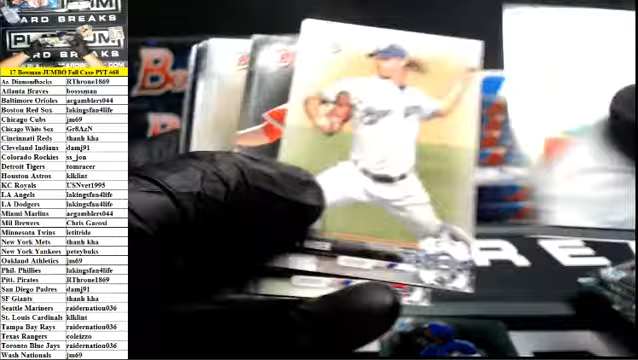 PLATINUM
ARD BREAKS
ARD BREAKS
17 Bowman JUMBO Full Case PYT #68
Az. Diamondbacks RThrone1869
Atlanta Braves bosssman
Baltimore Orioles acgamblers044
Boston Red Sox lakingsfan4life
Chicago Cubs jm69
Chicago White Sox Gr8AzN
Cincinnati Reds thanh kha
Cleveland Indians damj91
Colorado Rockies ss_jon
Detroit Tigers tomracer
Houston Astros klklint
KC Royals USNvet1995
LA Angels lakingsfan4life
LA Dodgers lakingsfan4life
Miami Marlins acgamblers044
Mil Brewers Chris Garosi
Minnesota Twins letitride
New York Mets thanh kha
New York Yankees peteybuks
Oakland Athletics jm69
Phil. Phillies lakingsfan4life
Pitt. Pirates RThrone1869
San Diego Padres damj91
SF Giants thanh kha
Seattle Mariners raidernation036
St. Louis Cardinals klklint
Tampa Bay Rays raidernation036
Texas Rangers coleizzo
Toronto Blue Jays raidernation036
Wash Nationals jm69